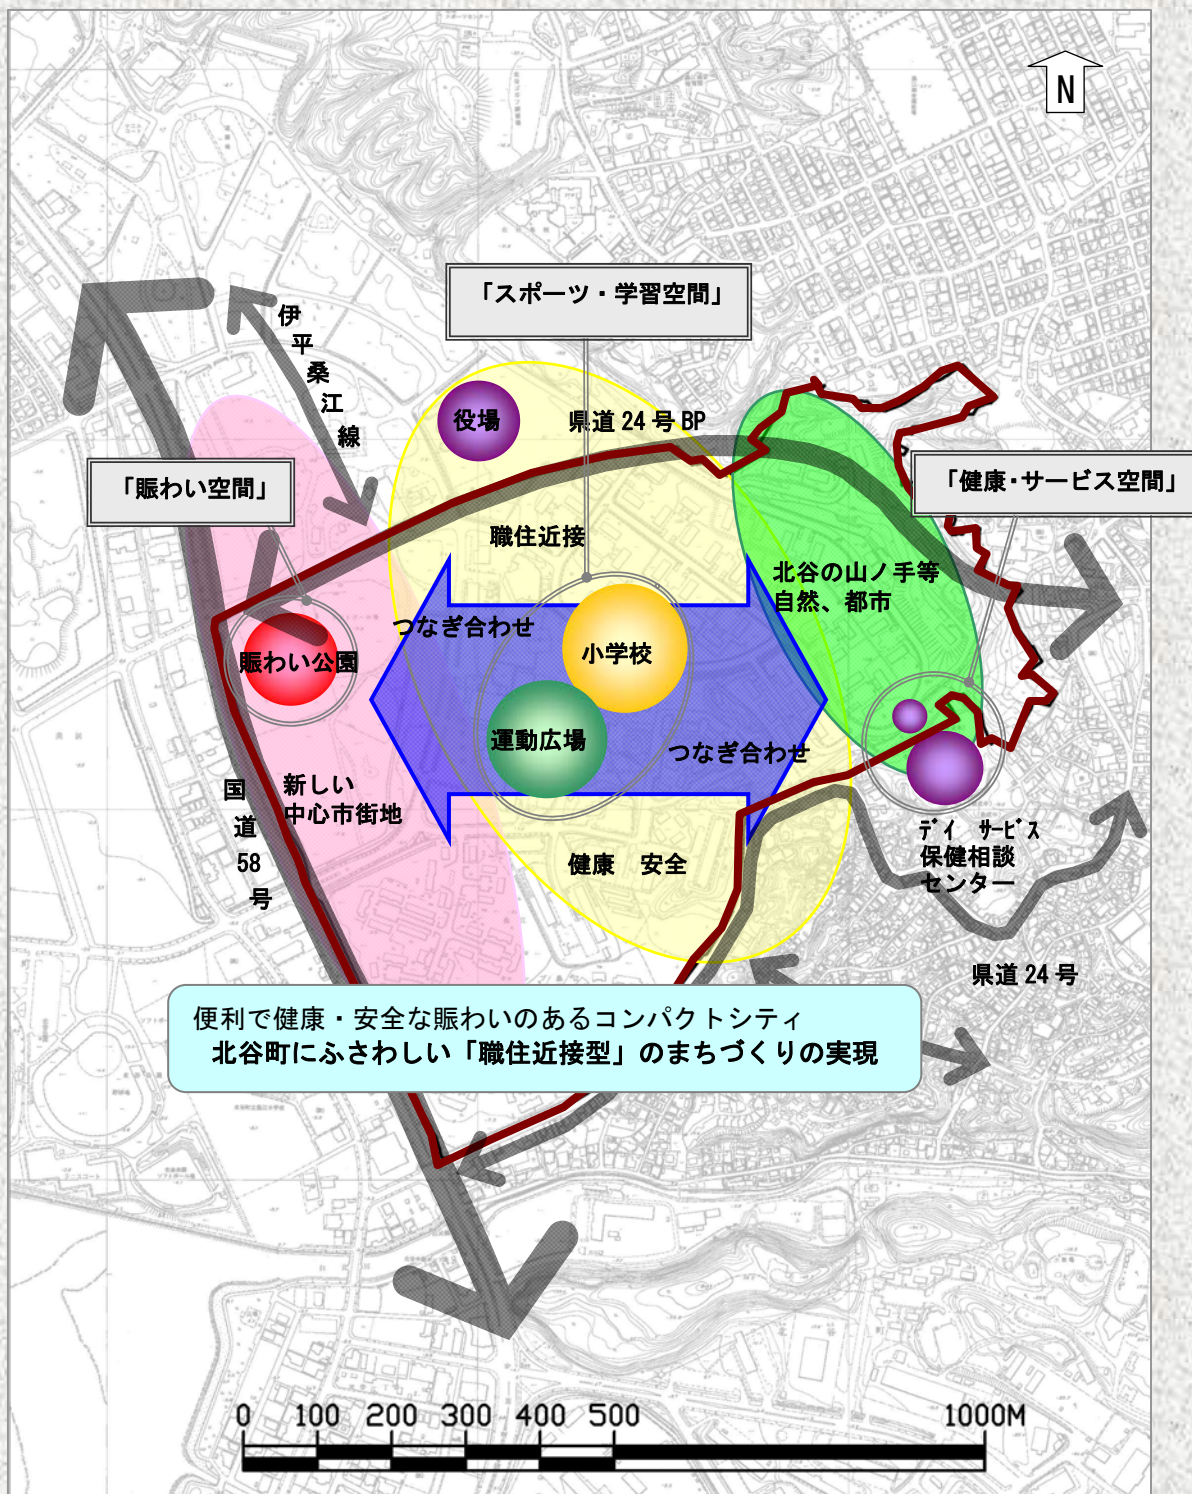 N
「スポーツ・学習空間」
伊平桑江線
役場
県道 24 号 BP
「賑わい空間」
「健康・サービス空間」
職住近接
北谷の山ノ手等
自然、都市
つなぎ合わせ
小学校
賑わい公園
運動広場
つなぎ合わせ
国道58号
新しい
中心市街地
健康　安全
ﾃﾞｲ　ｻｰﾋﾞｽ
保健相談
センター
県道 24 号
便利で健康・安全な賑わいのあるコンパクトシティ
北谷町にふさわしい「職住近接型」のまちづくりの実現
0 100 200 300 400 500 1000M